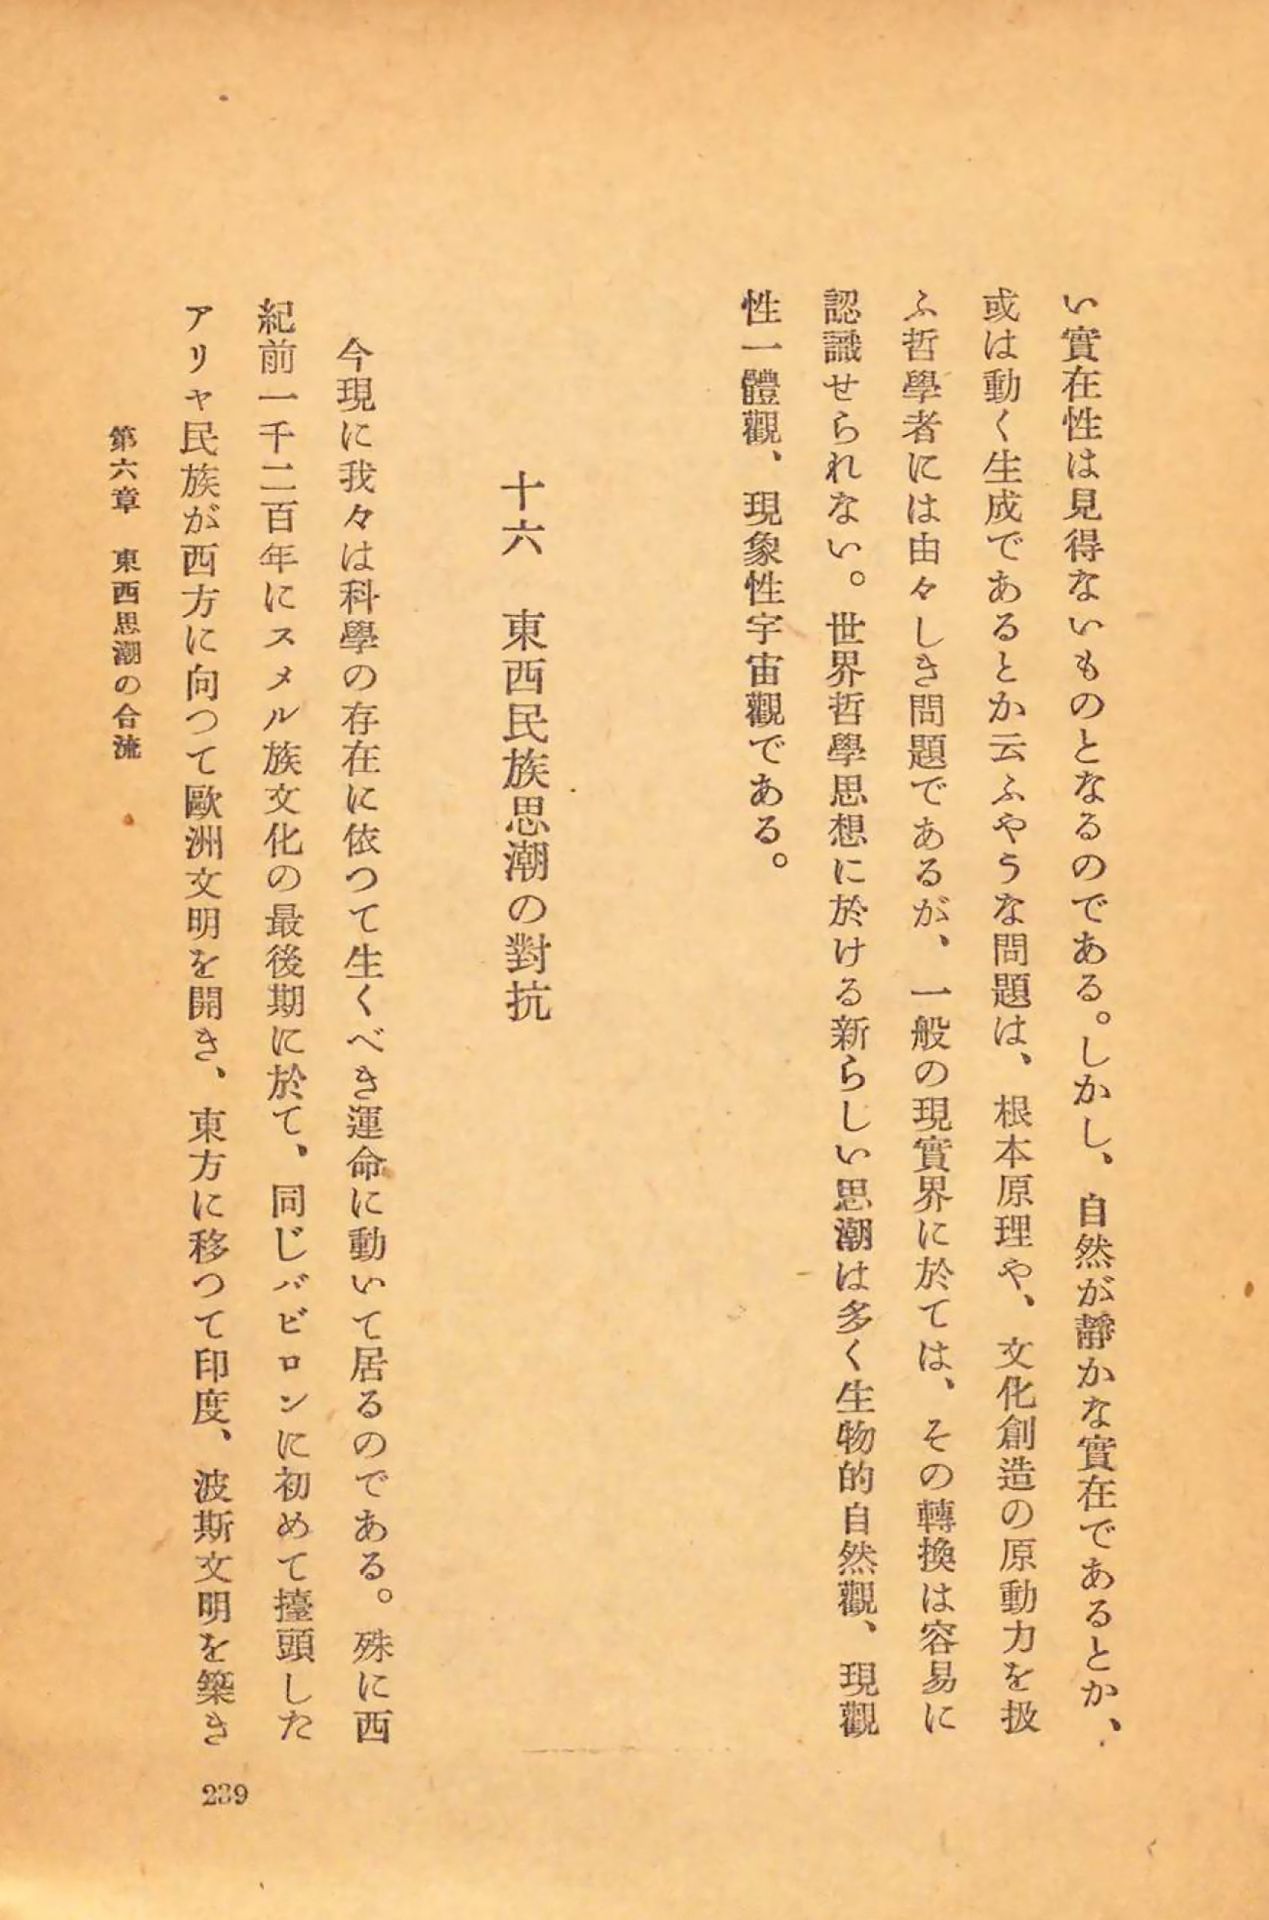 い實在性は見得ないものとなるのである。しかし、自然が靜かな實在であるとか、
或は動く生成であるとか云ふやうな問題は、根本原理や、文化創造の原動力を扱
ふ哲學者には由々しき問題であるが、一般の現實界に於ては、その轉換は容易に
認識せられない。世界哲學思想に於ける新らしい思潮は多く生物的自然觀、現觀
性一體觀、現象性宇宙觀である。
十六　東西民族思潮の對抗
今現に我々は科學の存在に依つて生くべき運命に動いて居るのである。殊に西
紀前一千二百年にスメル族文化の最後期に於て、同じバビロンに初めて擡頭した
アリヤ民族が西方に向つて歐洲文明を開き、東方に移つて印度、波斯文明を築き
第六章　東西思潮の合流
239